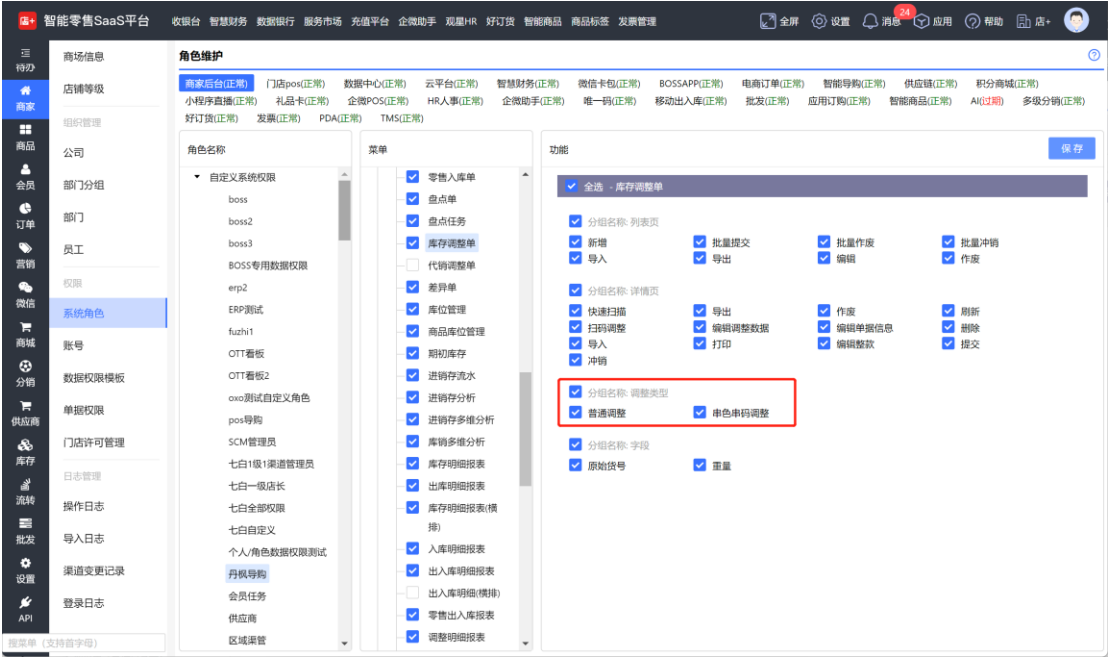 店+ 智能零售SaaS平台 收银台 智慧财务 数据银行 服务市场 充值平台 企微助手 观星HR 好订货 智能商品 商品标签 发票管理 全屏 设置 消息 24 应用 帮助 店+
待办
商家
商品
会员
订单
营销
微信
商城
分销
供应商
库存
流转
批发
设置
API
搜菜单 (支持首字母)
商场信息
店铺等级
组织管理
公司
部门分组
部门
员工
权限
系统角色
账号
数据权限模板
单据权限
门店许可管理
日志管理
操作日志
导入日志
渠道变更记录
登录日志
角色维护
商家后台(正常) 门店pos(正常) 数据中心(正常) 云平台(正常) 智慧财务(正常) 微信卡包(正常) BOSSAPP(正常) 电商订单(正常) 智能导购(正常) 供应链(正常) 积分商城(正常)
小程序直播(正常) 礼品卡(正常) 企微POS(正常) HR人事(正常) 企微助手(正常) 唯一码(正常) 移动出入库(正常) 批发(正常) 应用订购(正常) 智能商品(正常) AI(过期) 多级分销(正常)
好订货(正常) 发票(正常) PDA(正常) TMS(正常)
角色名称
自定义系统权限
boss
boss2
boss3
BOSS专用数据权限
erp2
ERP测试
fuzhi1
OTT看板
OTT看板2
oxo测试自定义角色
pos导购
SCM管理员
七白1级1渠道管理员
七白一级店长
七白全部权限
七白自定义
个人/角色数据权限测试
丹枫导购
会员任务
供应商
区域渠管
菜单
零售入库单
盘点单
盘点任务
库存调整单
代销调整单
差异单
库位管理
商品库位管理
期初库存
进销存流水
进销存分析
进销存多维分析
库销多维分析
库存明细报表
出库明细报表
库存明细报表(横
排)
入库明细报表
出入库明细报表
出入库明细(横排)
零售出入库报表
调整明细报表
功能
保存
全选 - 库存调整单
分组名称: 列表页
新增 批量提交 批量作废 批量冲销
导入 导出 编辑 作废
分组名称: 详情页
快速扫描 导出 作废 刷新
扫码调整 编辑调整数据 编辑单据信息 删除
导入 打印 编辑整款 提交
冲销
分组名称: 调整类型
普通调整 串色串码调整
分组名称: 字段
原始货号 重量